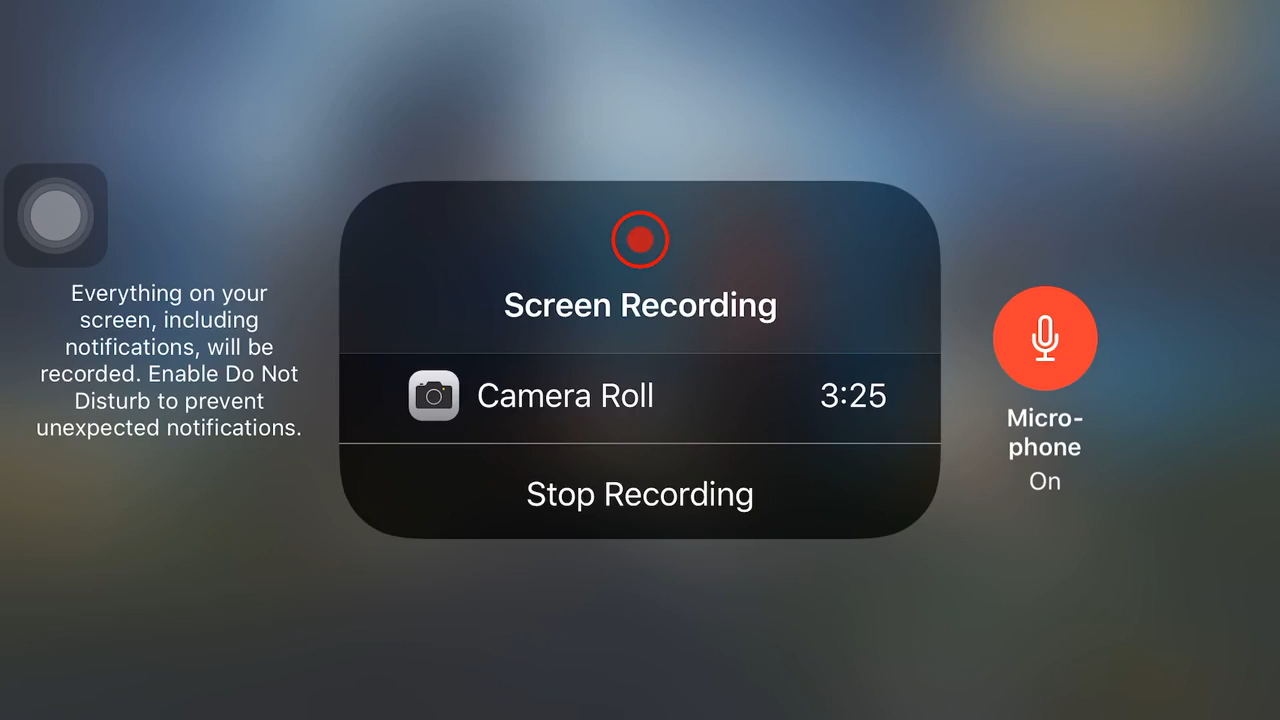 Everything on your
screen, including
notifications, will be
recorded. Enable Do Not
Disturb to prevent
unexpected notifications.
Screen Recording
Camera Roll 3:25
Stop Recording
Micro-
phone
On